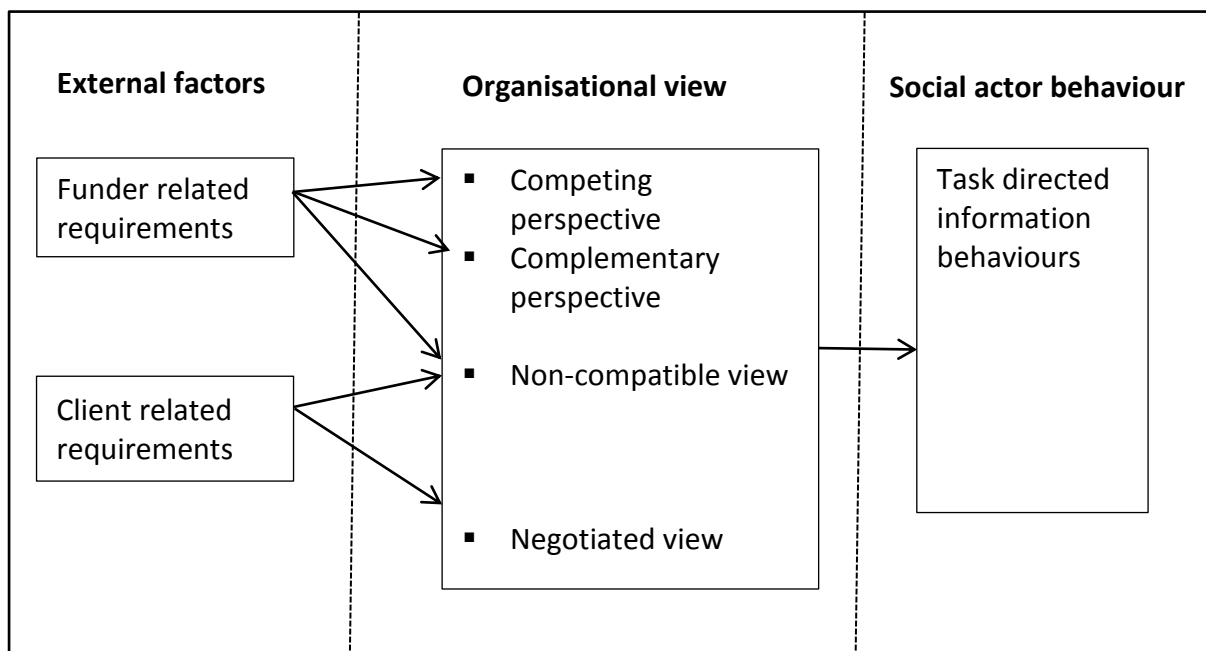 External factors
Funder related
requirements
Client related
requirements
Organisational view
▪ Competing
perspective
▪ Complementary
perspective
▪ Non-compatible view
▪ Negotiated view
Social actor behaviour
Task directed
information
behaviours